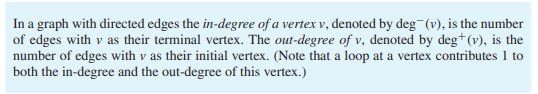 In a graph with directed edges the in-degree of a vertex v, denoted by deg⁻(v), is the number
of edges with v as their terminal vertex. The out-degree of v, denoted by deg⁺(v), is the
number of edges with v as their initial vertex. (Note that a loop at a vertex contributes 1 to
both the in-degree and the out-degree of this vertex.)